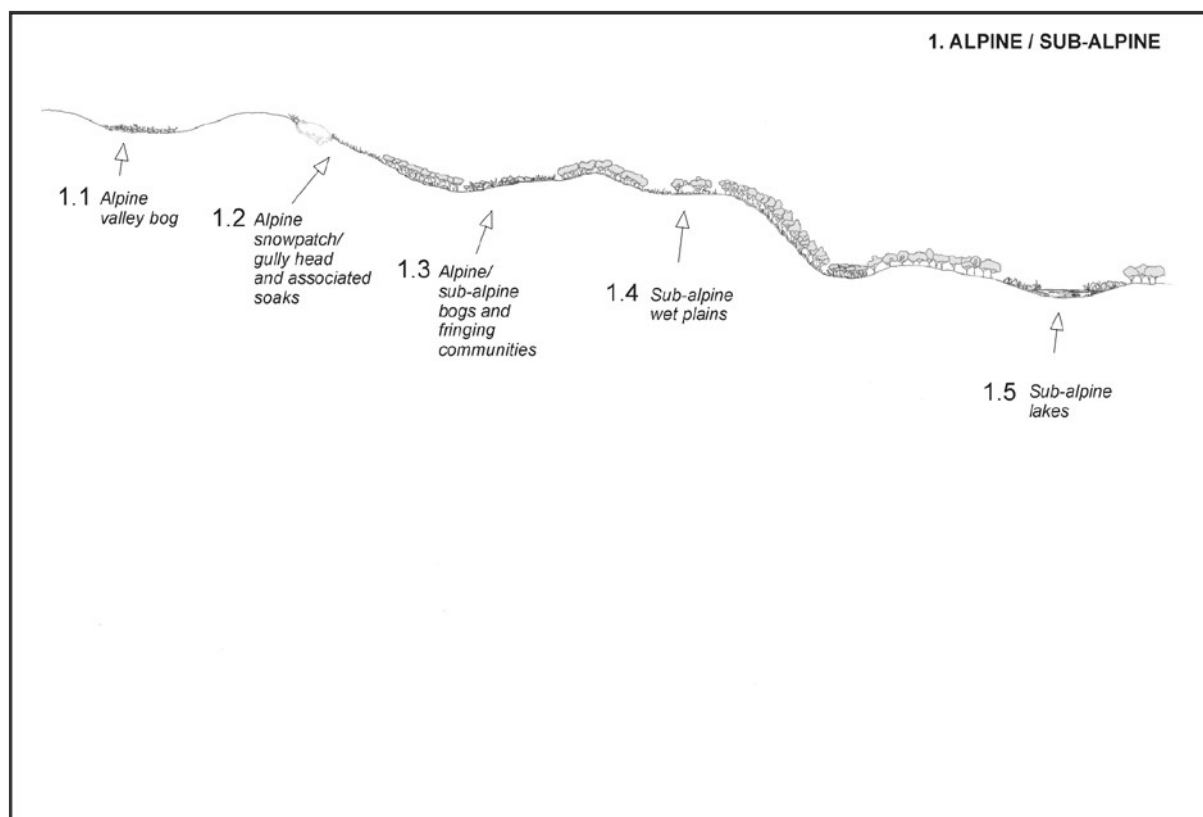 1. ALPINE / SUB-ALPINE
1.1 Alpine
valley bog
1.2 Alpine
snowpatch/
gully head
and associated
soaks
1.3 Alpine/
sub-alpine
bogs and
fringing
communities
1.4 Sub-alpine
wet plains
1.5 Sub-alpine
lakes